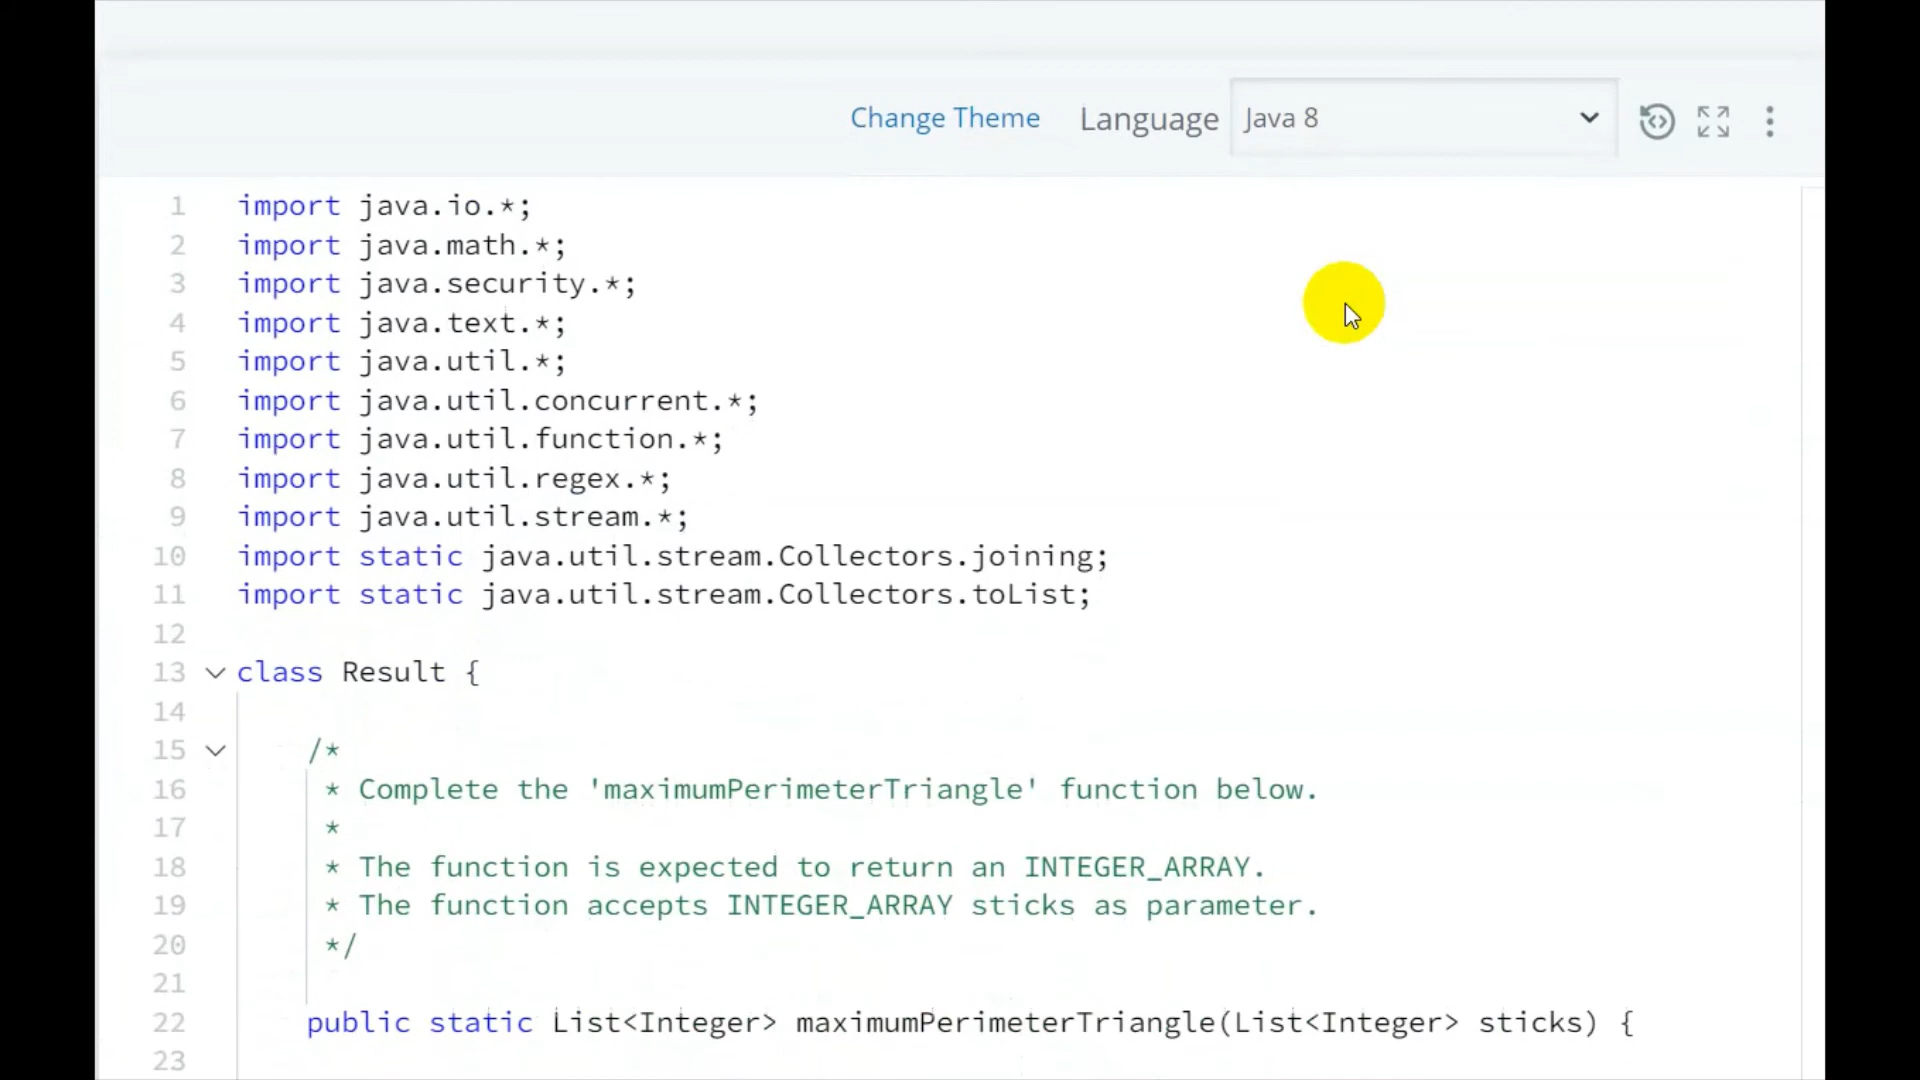 Change Theme Language Java 8
1 import java.io.*;
2 import java.math.*;
3 import java.security.*;
4 import java.text.*;
5 import java.util.*;
6 import java.util.concurrent.*;
7 import java.util.function.*;
8 import java.util.regex.*;
9 import java.util.stream.*;
10 import static java.util.stream.Collectors.joining;
11 import static java.util.stream.Collectors.toList;
12
13 class Result {
14
15 /*
16 * Complete the 'maximumPerimeterTriangle' function below.
17 *
18 * The function is expected to return an INTEGER_ARRAY.
19 * The function accepts INTEGER_ARRAY sticks as parameter.
20 */
21
22 public static List<Integer> maximumPerimeterTriangle(List<Integer> sticks) {
23